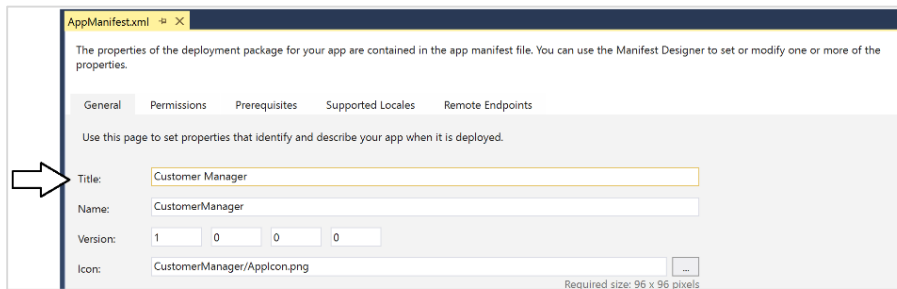 AppManifest.xml
The properties of the deployment package for your app are contained in the app manifest file. You can use the Manifest Designer to set or modify one or more of the
properties.
General Permissions Prerequisites Supported Locales Remote Endpoints
Use this page to set properties that identify and describe your app when it is deployed.
Title: Customer Manager
Name: CustomerManager
Version: 1 0 0 0
Icon: CustomerManager/AppIcon.png ...
Required size: 96 x 96 pixels